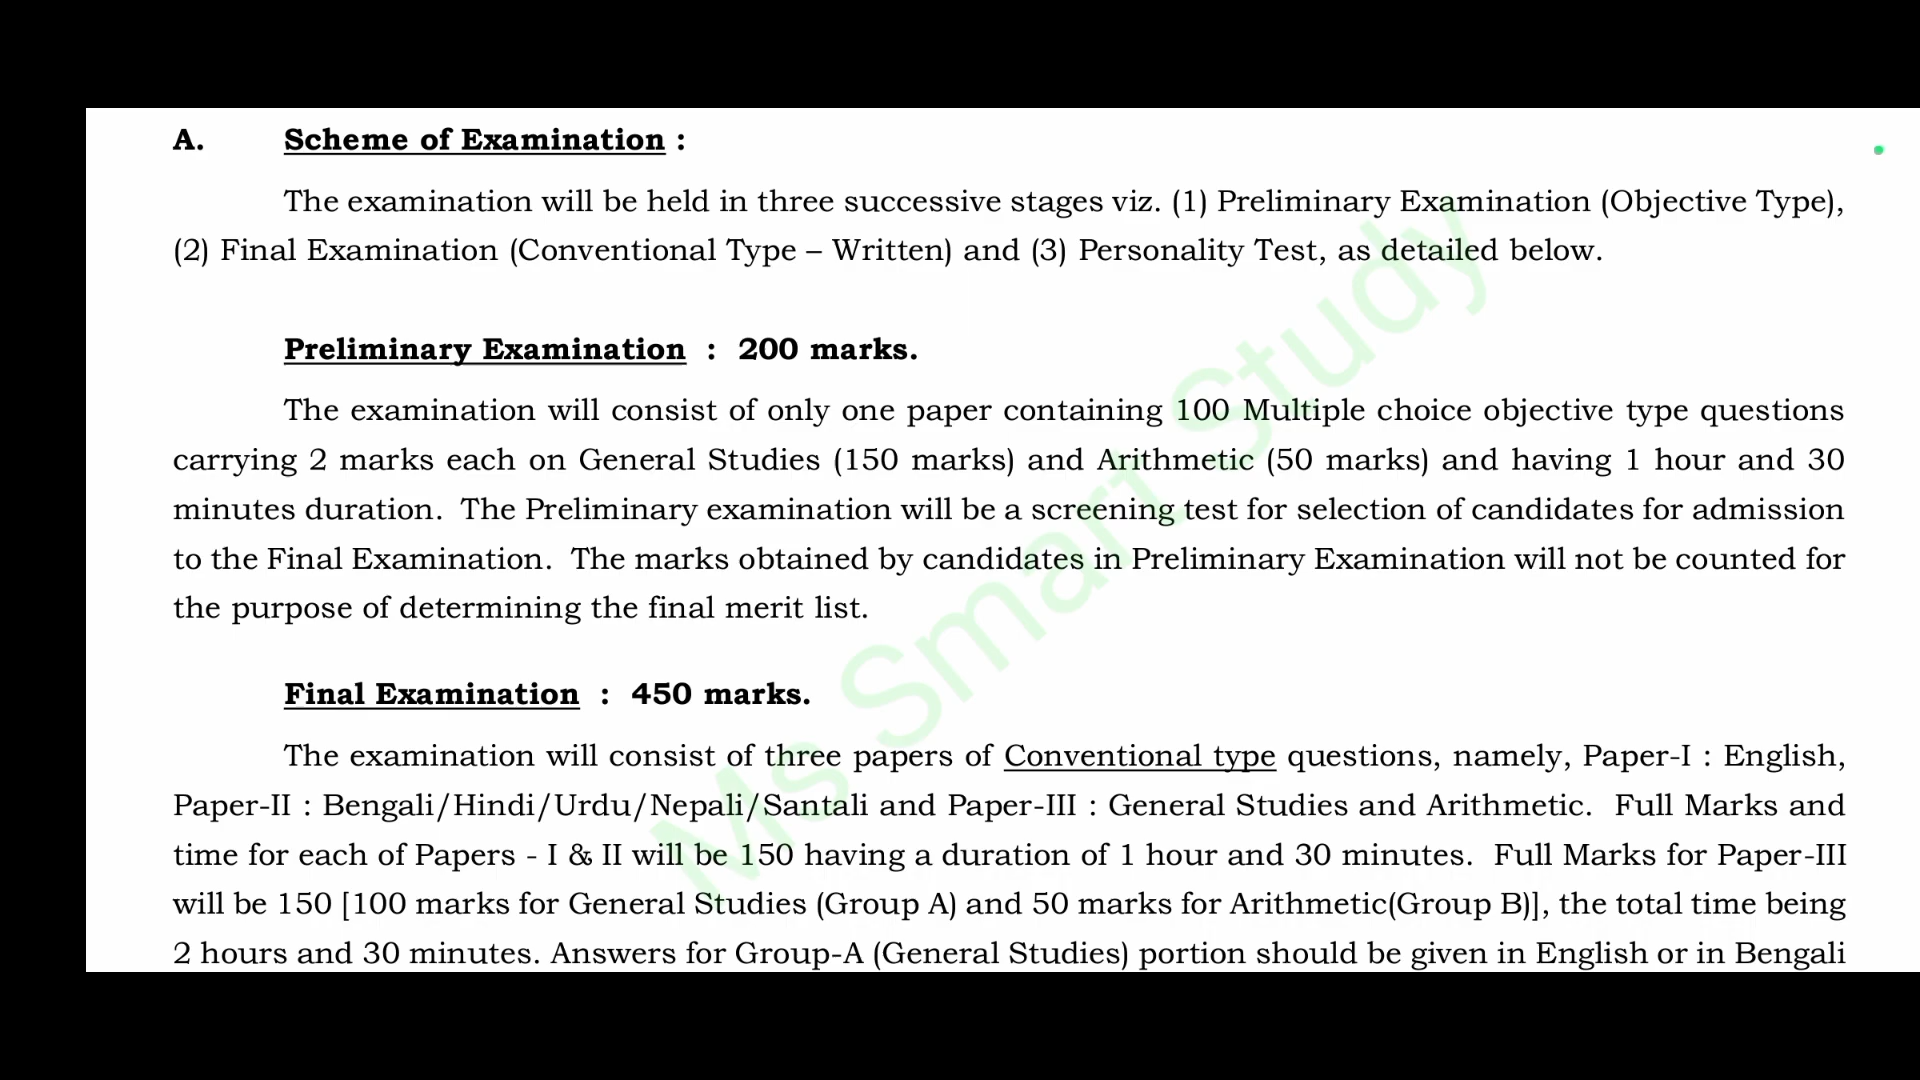 A. Scheme of Examination :
The examination will be held in three successive stages viz. (1) Preliminary Examination (Objective Type),
(2) Final Examination (Conventional Type – Written) and (3) Personality Test, as detailed below.
Preliminary Examination : 200 marks.
The examination will consist of only one paper containing 100 Multiple choice objective type questions
carrying 2 marks each on General Studies (150 marks) and Arithmetic (50 marks) and having 1 hour and 30
minutes duration. The Preliminary examination will be a screening test for selection of candidates for admission
to the Final Examination. The marks obtained by candidates in Preliminary Examination will not be counted for
the purpose of determining the final merit list.
Final Examination : 450 marks.
The examination will consist of three papers of Conventional type questions, namely, Paper-I : English,
Paper-II : Bengali/Hindi/Urdu/Nepali/Santali and Paper-III : General Studies and Arithmetic. Full Marks and
time for each of Papers - I & II will be 150 having a duration of 1 hour and 30 minutes. Full Marks for Paper-III
will be 150 [100 marks for General Studies (Group A) and 50 marks for Arithmetic(Group B)], the total time being
2 hours and 30 minutes. Answers for Group-A (General Studies) portion should be given in English or in Bengali
Ms Smart Study